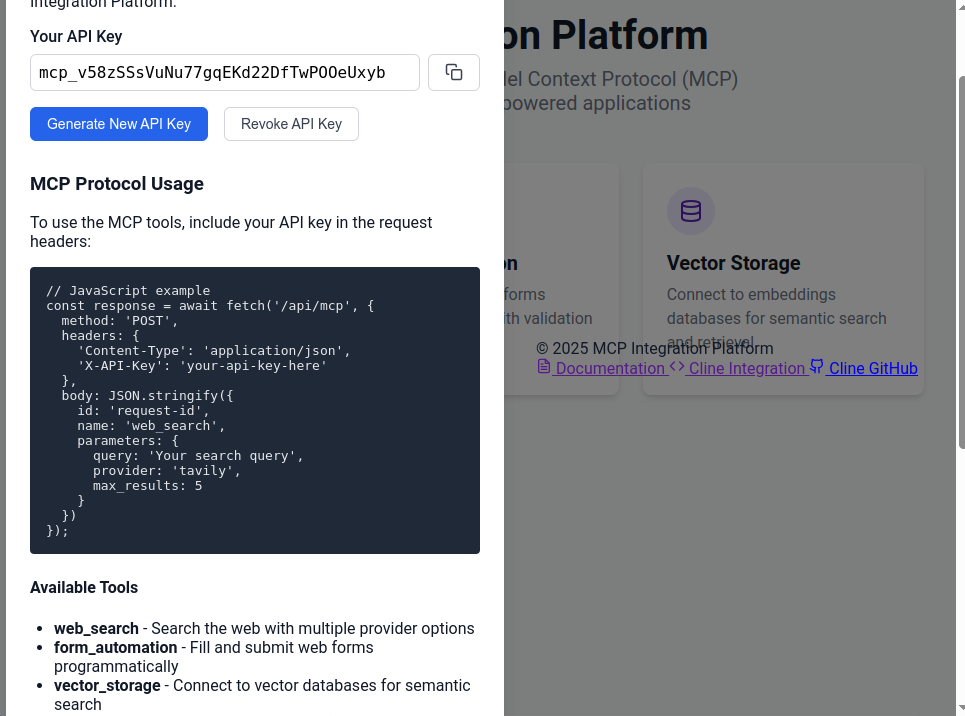 Integration Platform.
Your API Key
mcp_v58zSSsVuNu77gqEKd22DfTwPOOeUxyb
Generate New API Key
Revoke API Key
MCP Protocol Usage
To use the MCP tools, include your API key in the request
headers:
// JavaScript example
const response = await fetch('/api/mcp', {
  method: 'POST',
  headers: {
    'Content-Type': 'application/json',
    'X-API-Key': 'your-api-key-here'
  },
  body: JSON.stringify({
    id: 'request-id',
    name: 'web_search',
    parameters: {
      query: 'Your search query',
      provider: 'tavily',
      max_results: 5
    }
  })
});
Available Tools
• web_search - Search the web with multiple provider options
• form_automation - Fill and submit web forms
programmatically
• vector_storage - Connect to vector databases for semantic
search
on Platform
del Context Protocol (MCP)
powered applications
on
forms
th validation
Vector Storage
Connect to embeddings
databases for semantic search
and retrieval
© 2025 MCP Integration Platform
Documentation Cline Integration Cline GitHub